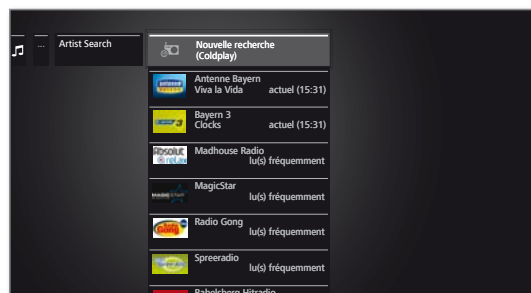 ...
Artist Search
Nouvelle recherche
(Coldplay)
Antenne Bayern
Viva la Vida actuel (15:31)
Bayern 3
Clocks actuel (15:31)
Madhouse Radio
lu(s) fréquemment
MagicStar
lu(s) fréquemment
Radio Gong
lu(s) fréquemment
Spreeradio
lu(s) fréquemment
Babelsberg Hitradio